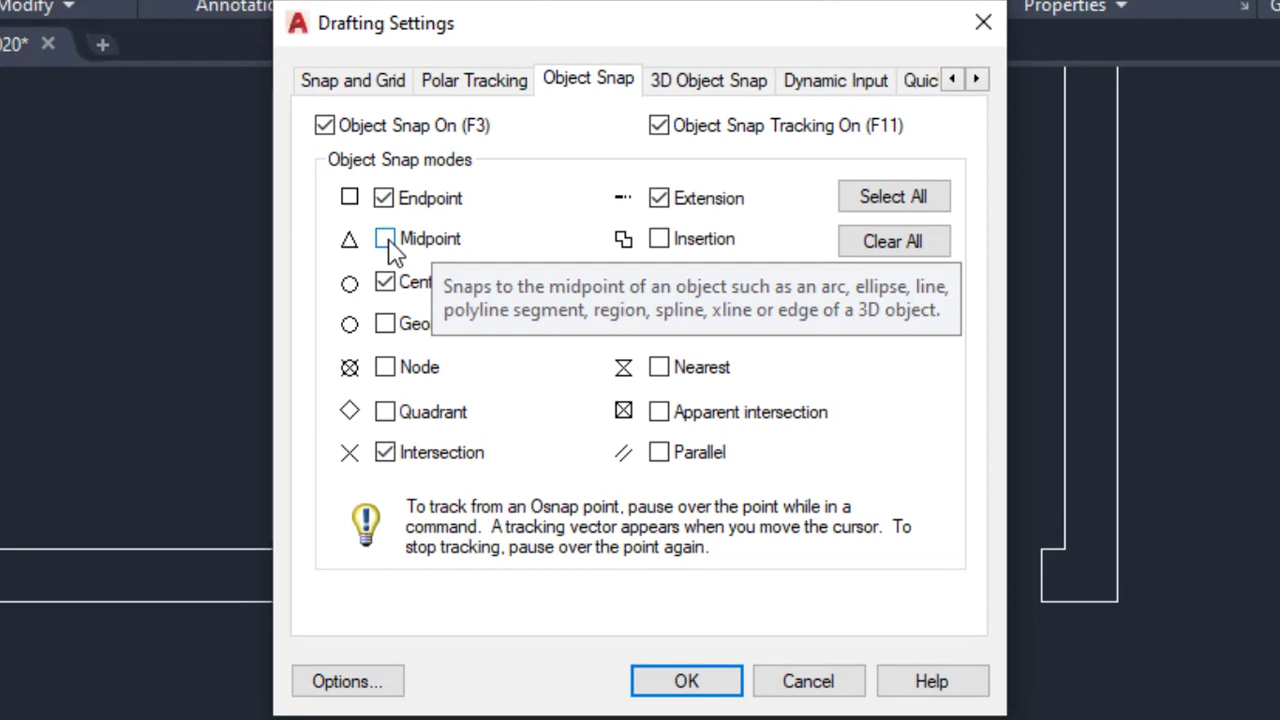 Modify
Annotatio
Properties
020*
Drafting Settings
Snap and Grid
Polar Tracking
Object Snap
3D Object Snap
Dynamic Input
Quic
Object Snap On (F3)
Object Snap Tracking On (F11)
Object Snap modes
Endpoint
Extension
Select All
Midpoint
Insertion
Clear All
Snaps to the midpoint of an object such as an arc, ellipse, line,
polyline segment, region, spline, xline or edge of a 3D object.
Cent
Geo
Node
Nearest
Quadrant
Apparent intersection
Intersection
Parallel
To track from an Osnap point, pause over the point while in a
command. A tracking vector appears when you move the cursor. To
stop tracking, pause over the point again.
Options...
OK
Cancel
Help